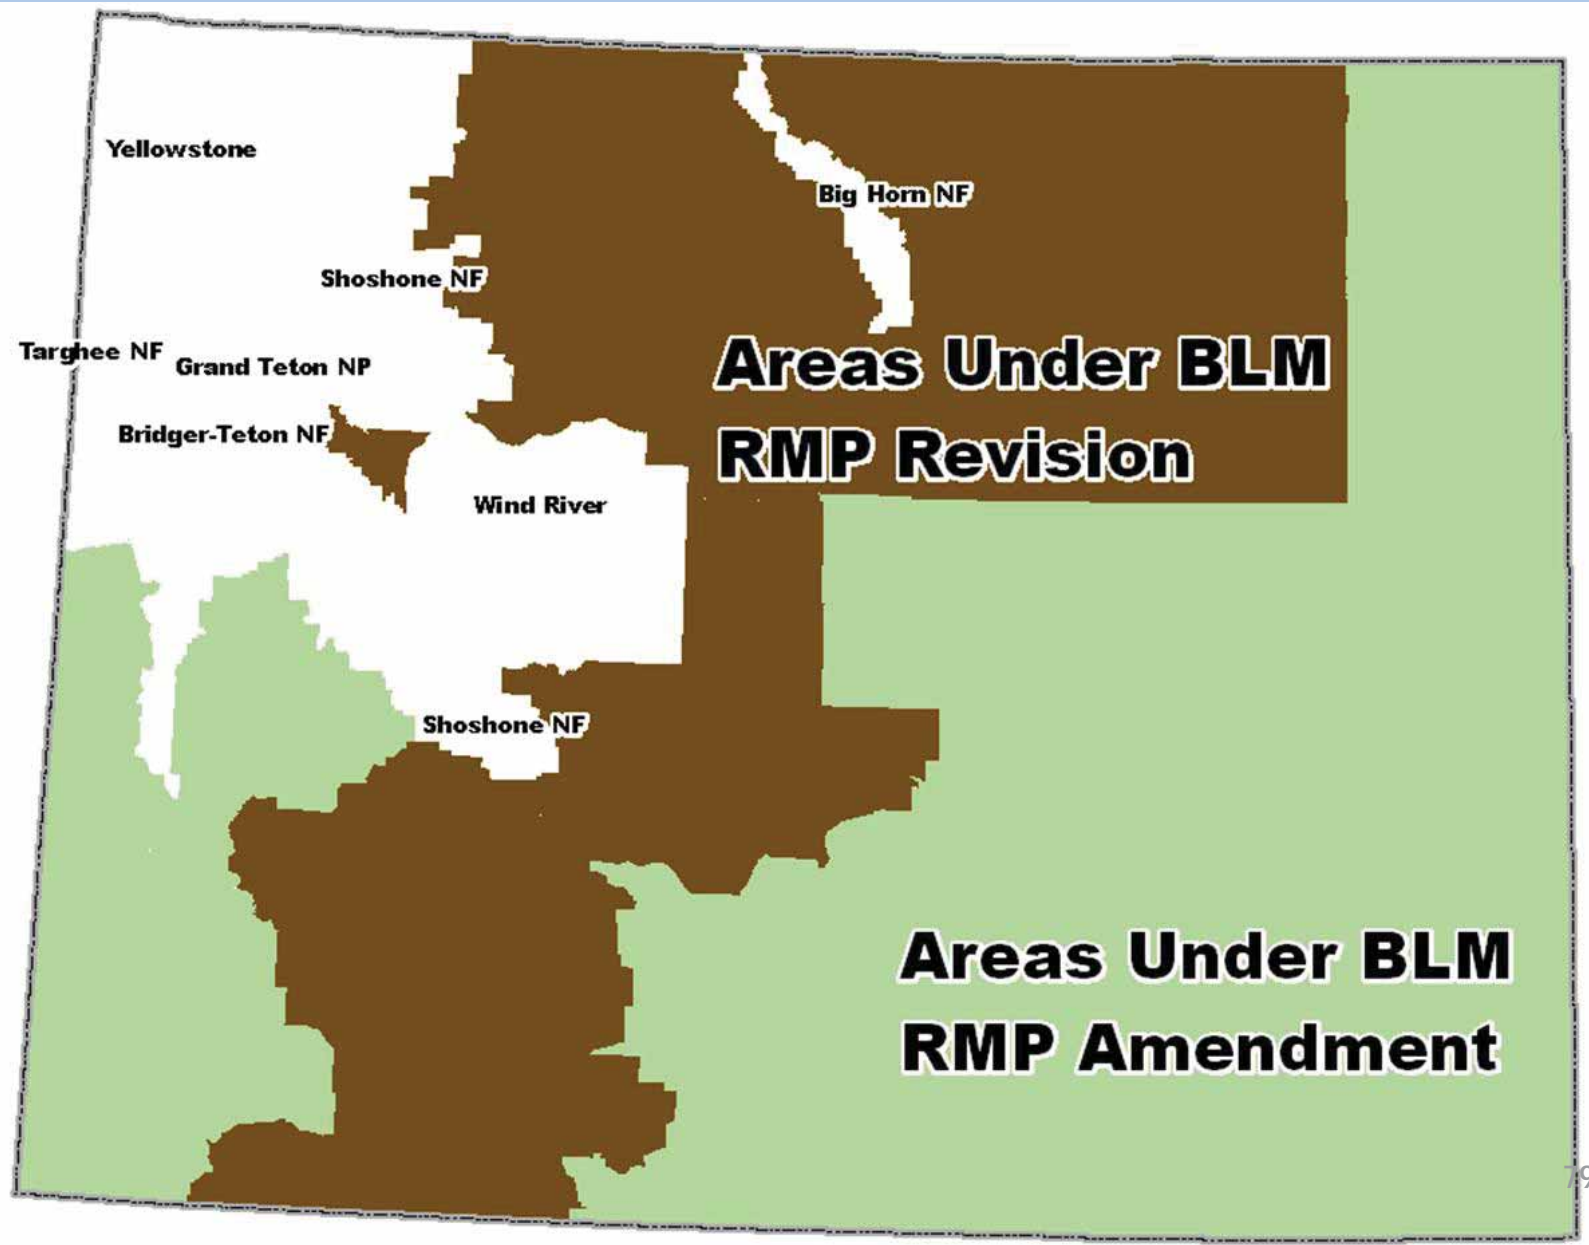 Yellowstone
Big Horn NF
Shoshone NF
Targhee NF
Grand Teton NP
Areas Under BLM
RMP Revision
Bridger-Teton NF
Wind River
Shoshone NF
Areas Under BLM
RMP Amendment
79